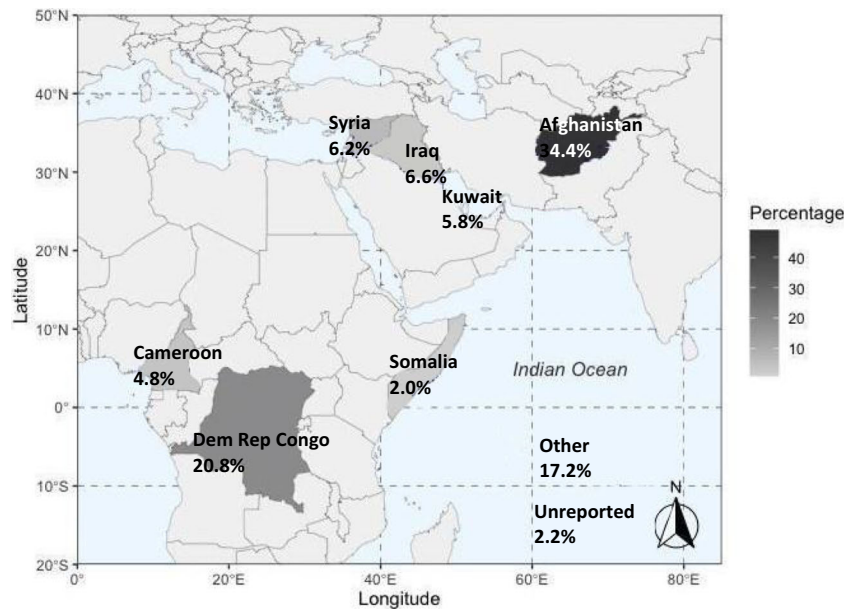 50°N
40°N
30°N
20°N
10°N
0°
10°S
20°S
Latitude
Syria
6.2%
Iraq
6.6%
Kuwait
5.8%
Afghanistan
34.4%
Cameroon
4.8%
Somalia
2.0%
Indian Ocean
Dem Rep Congo
20.8%
Other
17.2%
Unreported
2.2%
N
0°
20°E
40°E
60°E
80°E
Longitude
Percentage
40
30
20
10